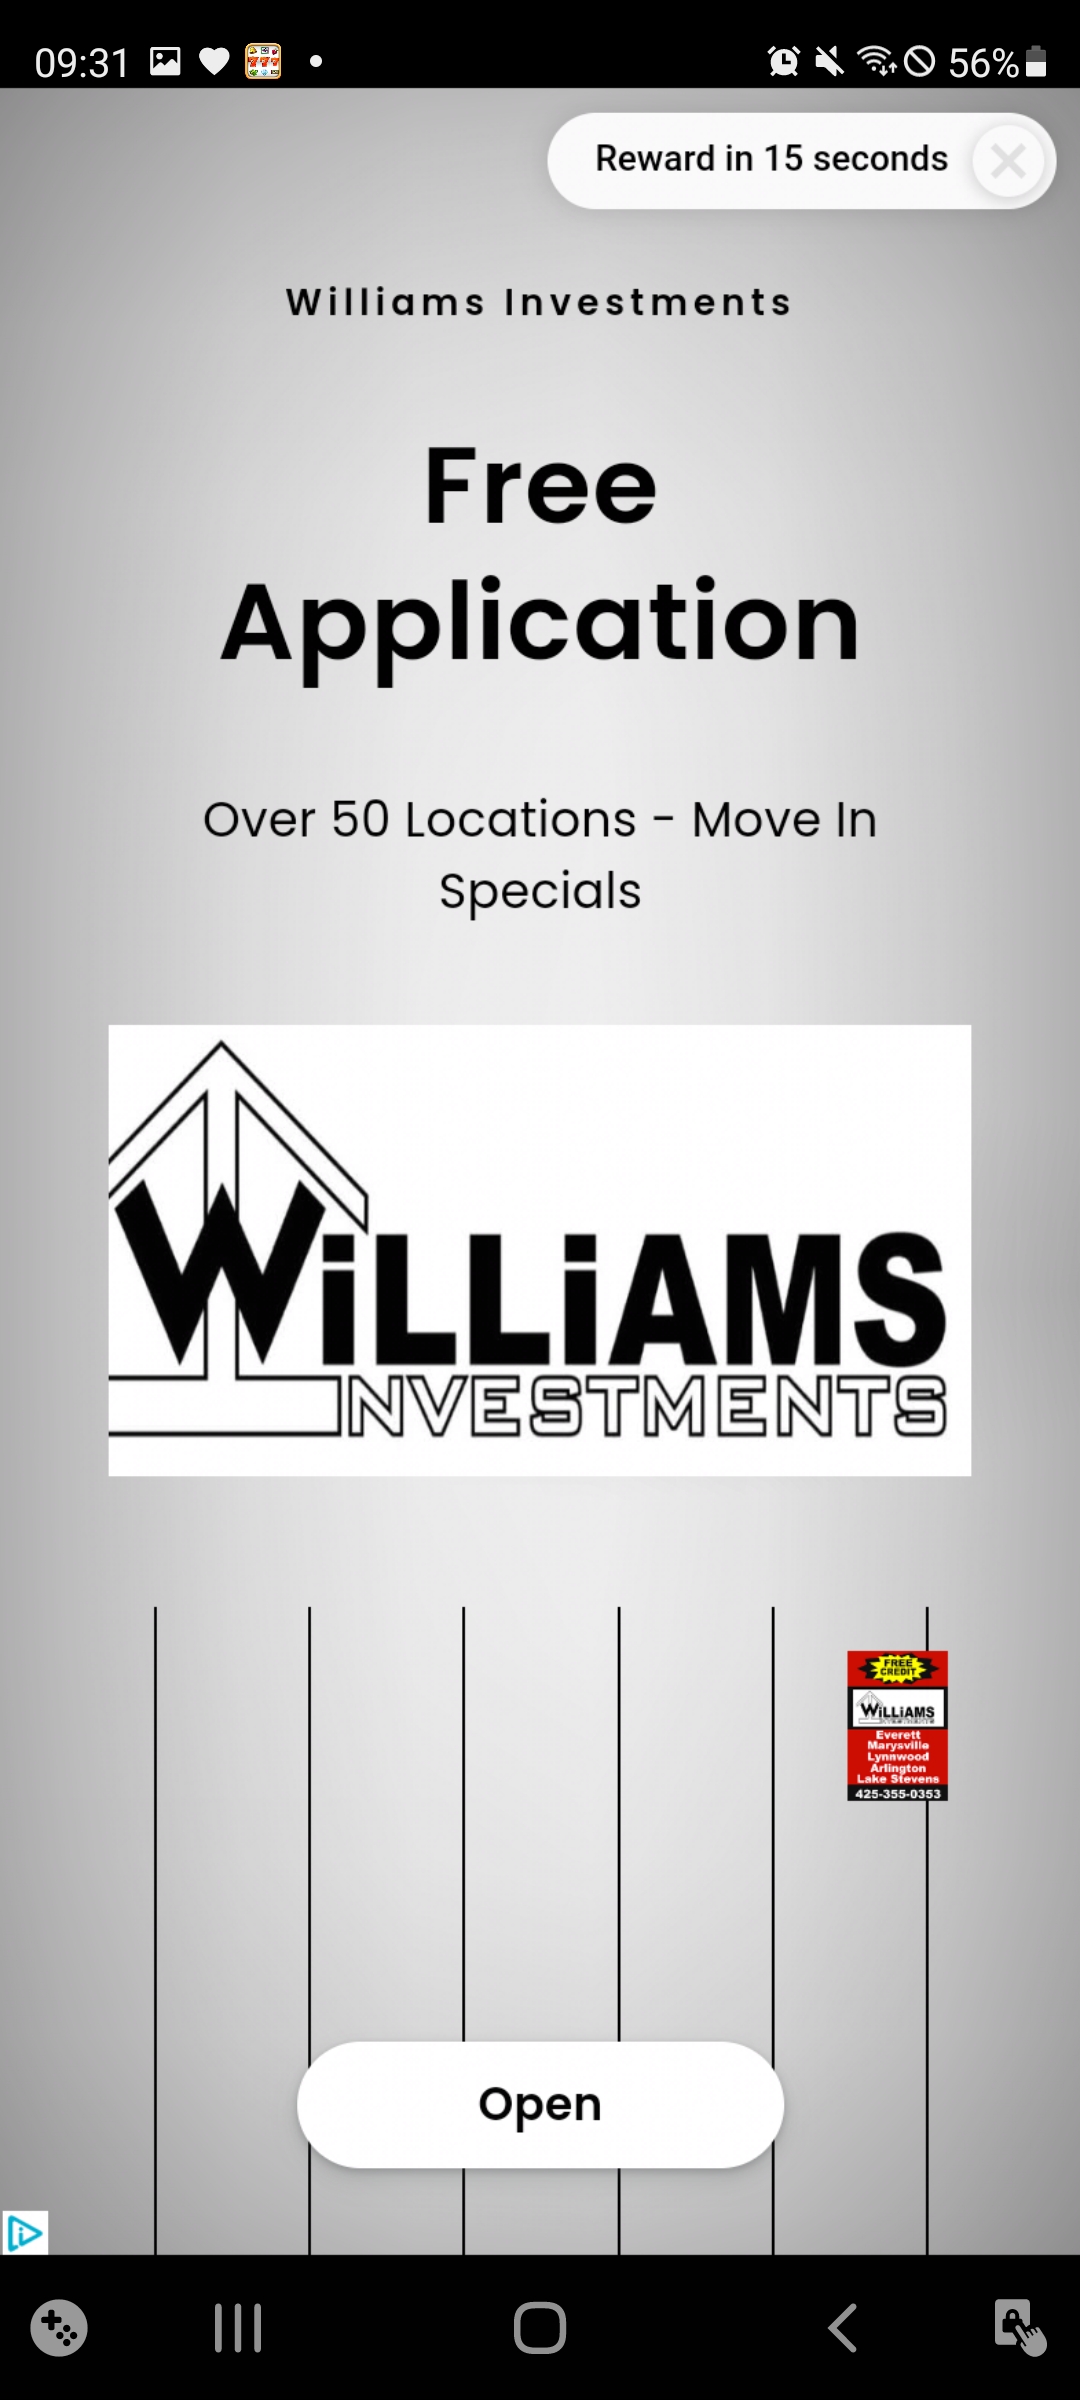 09:31
56%
Reward in 15 seconds
Williams Investments
Free
Application
Over 50 Locations - Move In
Specials
WiLLiAMS
INVESTMENTS
FREE
CREDIT
WiLLiAMS
Everett
Marysville
Lynnwood
Arlington
Lake Stevens
425-355-0353
Open